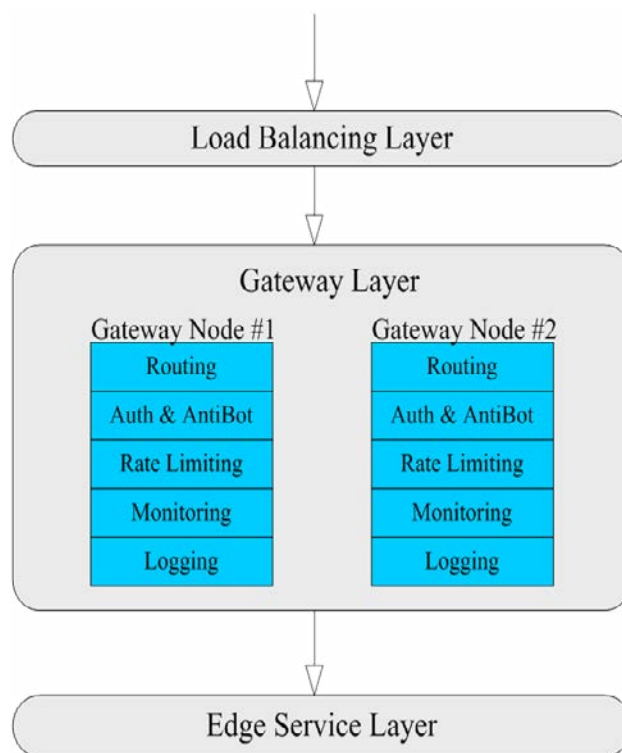 Load Balancing Layer
Gateway Layer
Gateway Node #1
Routing
Auth & AntiBot
Rate Limiting
Monitoring
Logging
Gateway Node #2
Routing
Auth & AntiBot
Rate Limiting
Monitoring
Logging
Edge Service Layer